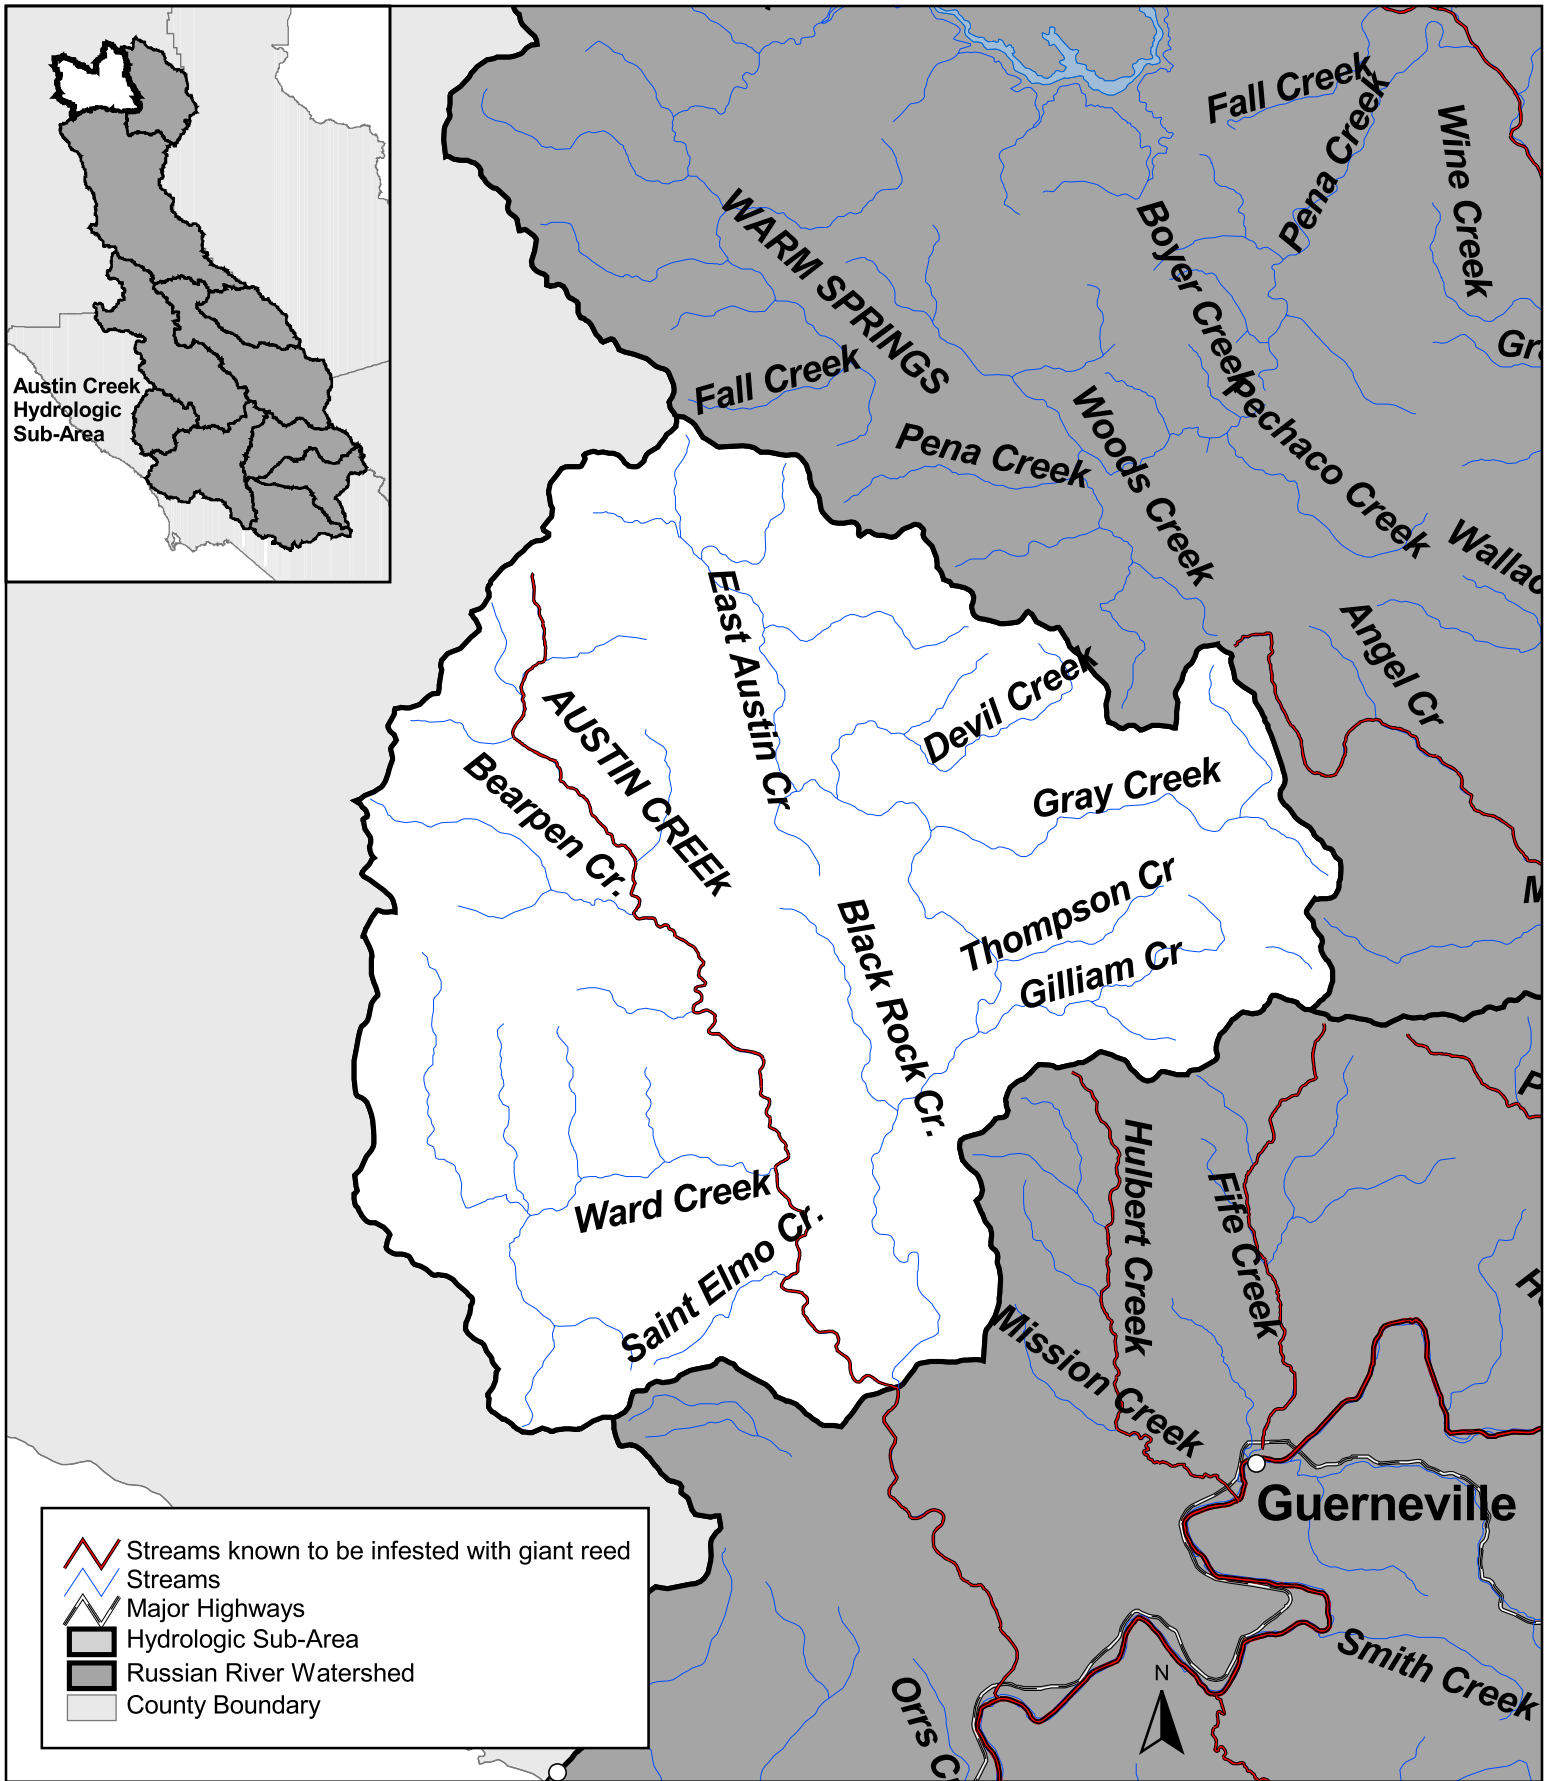 Austin Creek
Hydrologic
Sub-Area
Fall Creek
Pena Creek
Wine Creek
WARM SPRINGS
Boyer Creek
Fall Creek
Pena Creek
Woods Creek
Pechaco Creek
Gr
Wallac
Angel Cr
East Austin Cr
Devil Creek
AUSTIN CREEk
Bearpen Cr.
Gray Creek
Thompson Cr
Gilliam Cr
Black Rock Cr.
M
P
Ward Creek
Saint Elmo Cr.
Hulbert Creek
Fife Creek
Mission Creek
H
Guerneville
Smith Creek
Orrs C
N
Streams known to be infested with giant reed
Streams
Major Highways
Hydrologic Sub-Area
Russian River Watershed
County Boundary